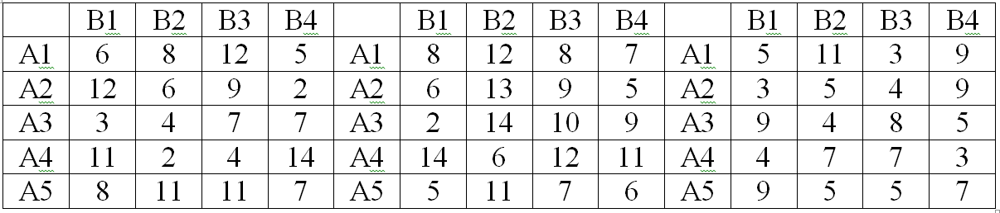 B1 B2 B3 B4 B1 B2 B3 B4 B1 B2 B3 B4
A1 6 8 12 5 A1 8 12 8 7 A1 5 11 3 9
A2 12 6 9 2 A2 6 13 9 5 A2 3 5 4 9
A3 3 4 7 7 A3 2 14 10 9 A3 9 4 8 5
A4 11 2 4 14 A4 14 6 12 11 A4 4 7 7 3
A5 8 11 11 7 A5 5 11 7 6 A5 9 5 5 7